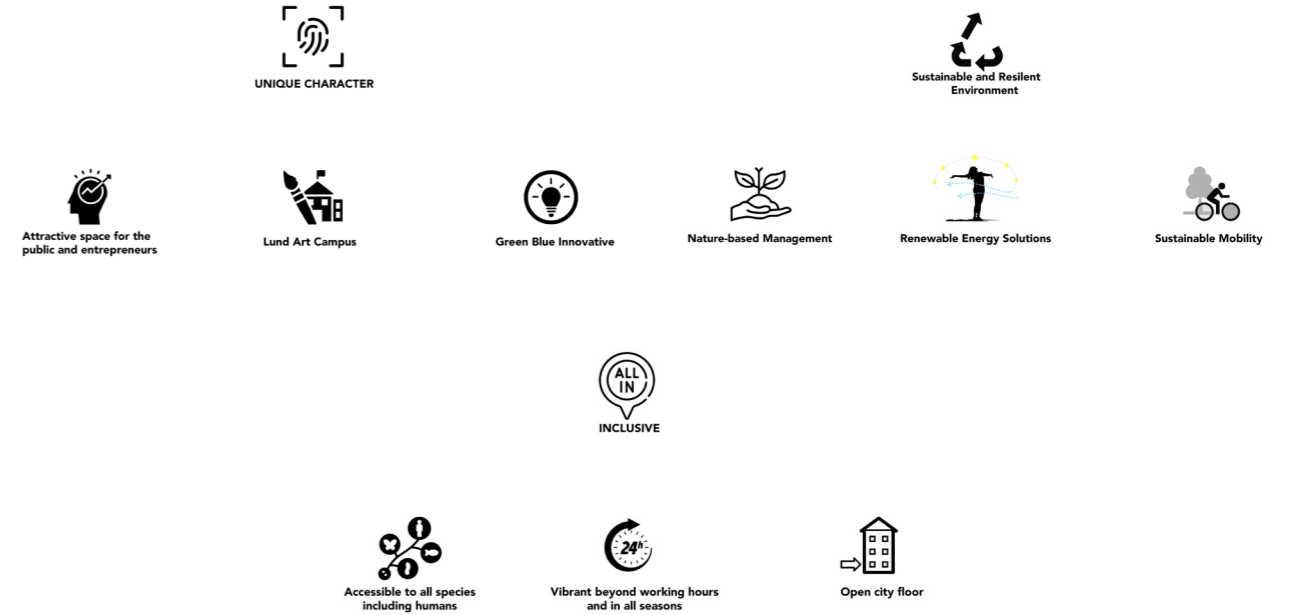 UNIQUE CHARACTER
Sustainable and Resilent
Environment
Attractive space for the
public and entrepreneurs
Lund Art Campus
Green Blue Innovative
Nature-based Management
Renewable Energy Solutions
Sustainable Mobility
ALL
IN
INCLUSIVE
24h
Accessible to all species
including humans
Vibrant beyond working hours
and in all seasons
Open city floor